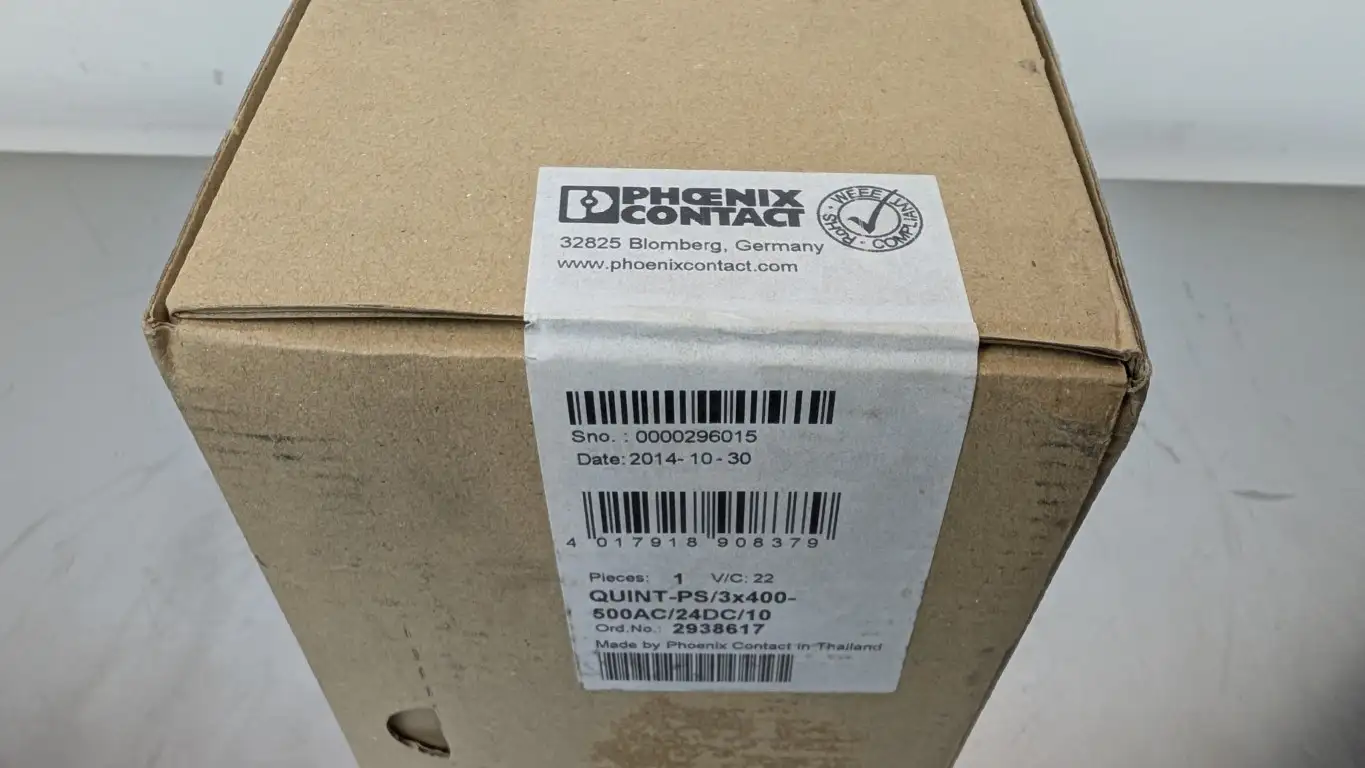 PHŒNIX
CONTACT
WEEE
RoHS
COMPLIANT
32825 Blomberg, Germany
www.phoenixcontact.com
Sno. : 0000296015
Date: 2014-10-30
4 017918 908379
Pieces: 1 V/C: 22
QUINT-PS/3x400-
500AC/24DC/10
Ord.No.: 2938617
Made by Phoenix Contact in Thailand